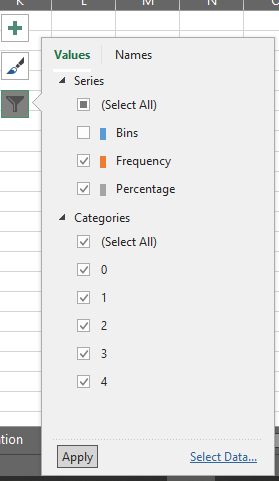 K L M N O
Values Names
Series
(Select All)
Bins
Frequency
Percentage
Categories
(Select All)
0
1
2
3
4
ation
Apply Select Data...